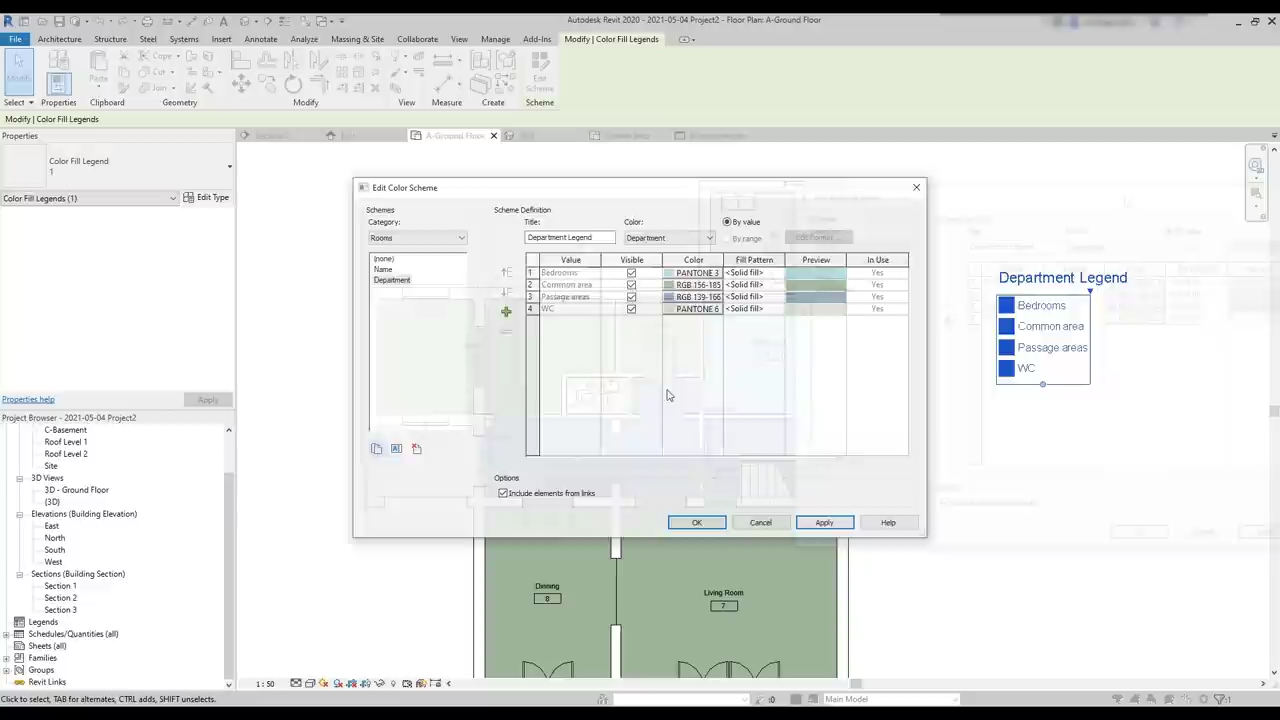 Autodesk Revit 2020 - 2021-05-04 Project2 - Floor Plan: A-Ground Floor
File Architecture Structure Steel Systems Insert Annotate Analyze Massing & Site Collaborate View Manage Add-Ins Modify | Color Fill Legends
Modify
Paste
Cope
Cut
Join
Edit
Scheme
Select Properties Clipboard Geometry Modify View Measure Create Scheme
Modify | Color Fill Legends
Properties
A-Ground Floor
Color Fill Legend
1
Color Fill Legends (1) Edit Type
Properties help
Apply
Project Browser - 2021-05-04 Project2
C-Basement
Roof Level 1
Roof Level 2
Site
3D Views
3D - Ground Floor
(3D)
Elevations (Building Elevation)
East
North
South
West
Sections (Building Section)
Section 1
Section 2
Section 3
Legends
Schedules/Quantities (all)
Sheets (all)
Families
Groups
Revit Links
Edit Color Scheme
Schemes
Category:
Rooms
(none)
Name
Department
Scheme Definition
Title: Color: By value
Department Legend Department By range
Value Visible Color Fill Pattern Preview In Use
1 Bedrooms PANTONE 3 <Solid fill> Yes
2 Common area RGB 156-185 <Solid fill> Yes
3 Passage areas RGB 139-166 <Solid fill> Yes
4 WC PANTONE 6 <Solid fill> Yes
Options
Include elements from links
OK Cancel Apply Help
Department Legend
Bedrooms
Common area
Passage areas
WC
Dinning
8
Living Room
7
1 : 50
Click to select, TAB for alternates, CTRL adds, SHIFT unselects.
:0
Main Model
:1